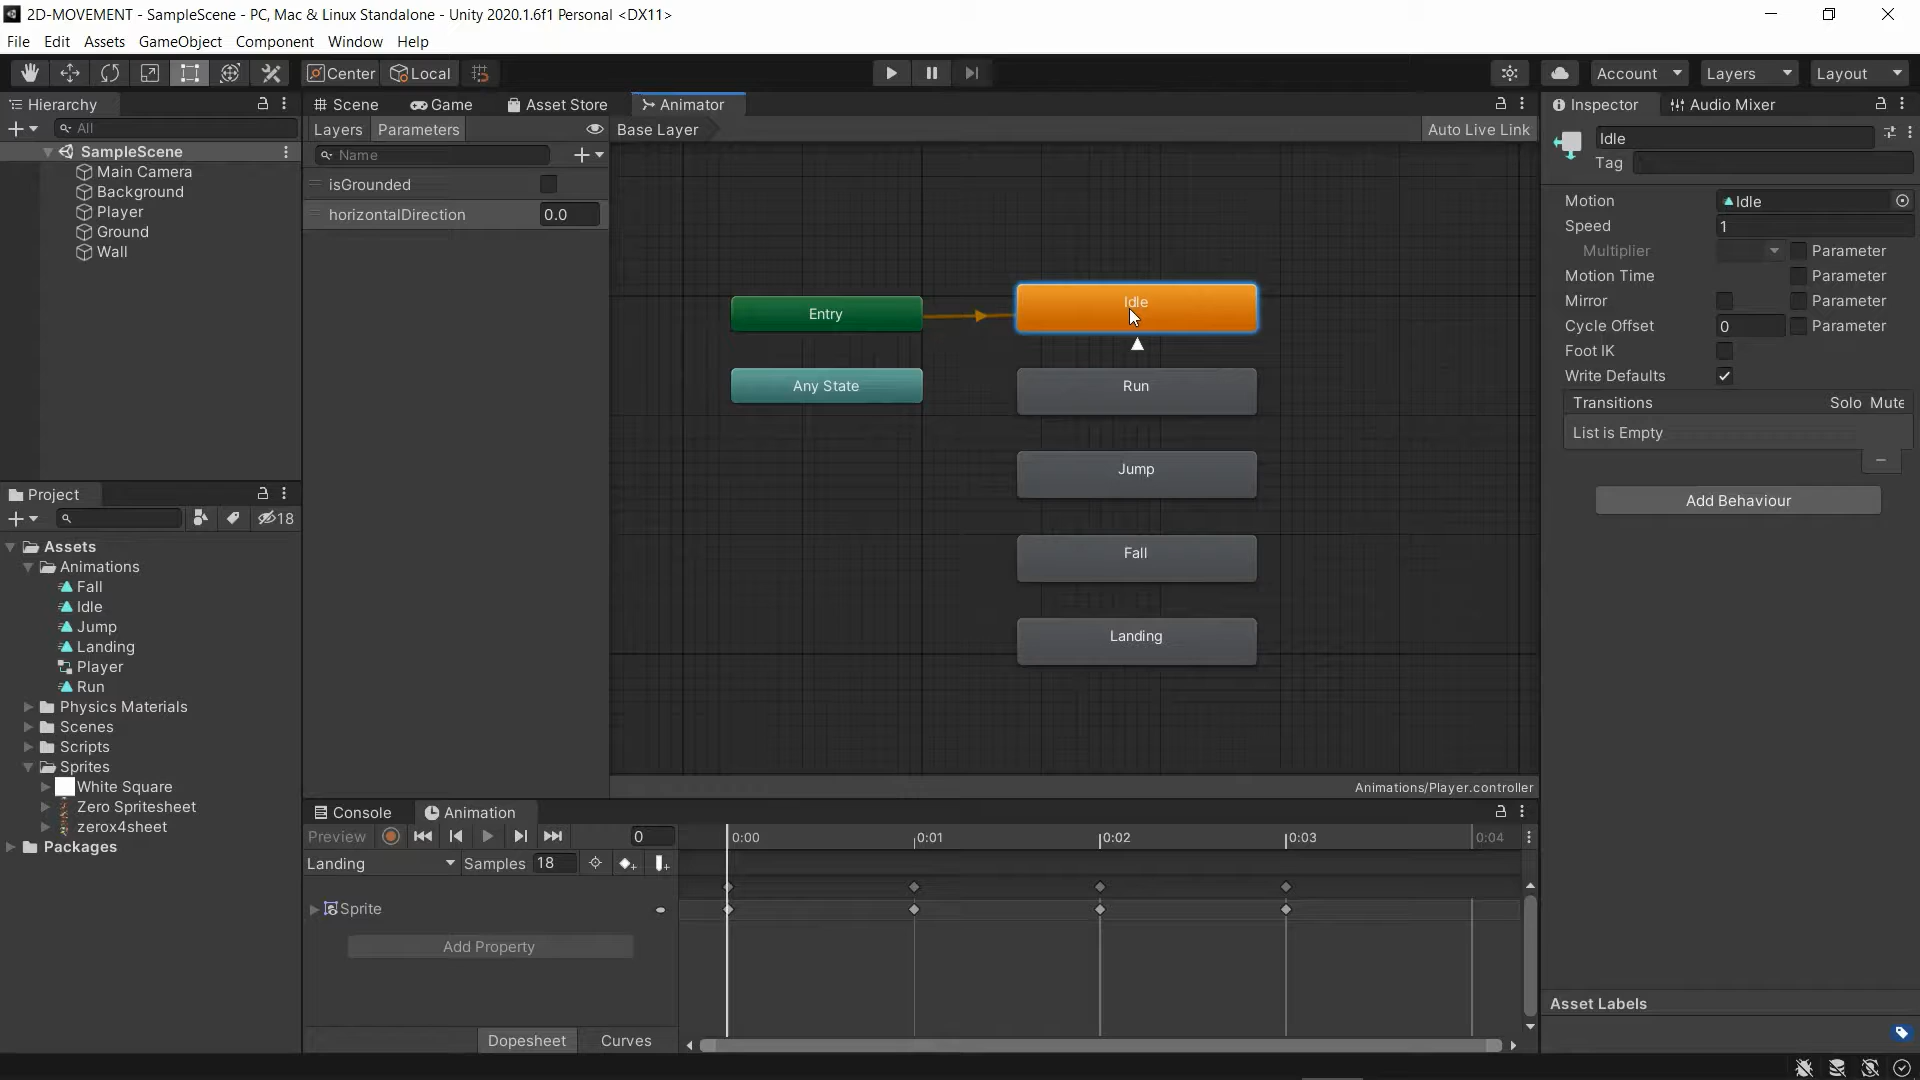 2D-MOVEMENT - SampleScene - PC, Mac & Linux Standalone - Unity 2020.1.6f1 Personal <DX11>
File Edit Assets GameObject Component Window Help
Center Local Account Layers Layout
Hierarchy
All
SampleScene
Main Camera
Background
Player
Ground
Wall
Project
18
Assets
Animations
Fall
Idle
Jump
Landing
Player
Run
Physics Materials
Scenes
Scripts
Sprites
White Square
Zero Spritesheet
zerox4sheet
Packages
Scene Game Asset Store Animator
Layers Parameters Base Layer Auto Live Link
Name
isGrounded
horizontalDirection 0.0
Entry
Any State
Idle
Run
Jump
Fall
Landing
Animations/Player.controller
Console Animation
Preview 0 0:00 0:01 0:02 0:03 0:04
Landing Samples 18
Sprite
Add Property
Dopesheet Curves
Inspector Audio Mixer
Idle
Tag
Motion Idle
Speed 1
Multiplier Parameter
Motion Time Parameter
Mirror Parameter
Cycle Offset 0 Parameter
Foot IK
Write Defaults
Transitions Solo Mute
List is Empty
Add Behaviour
Asset Labels